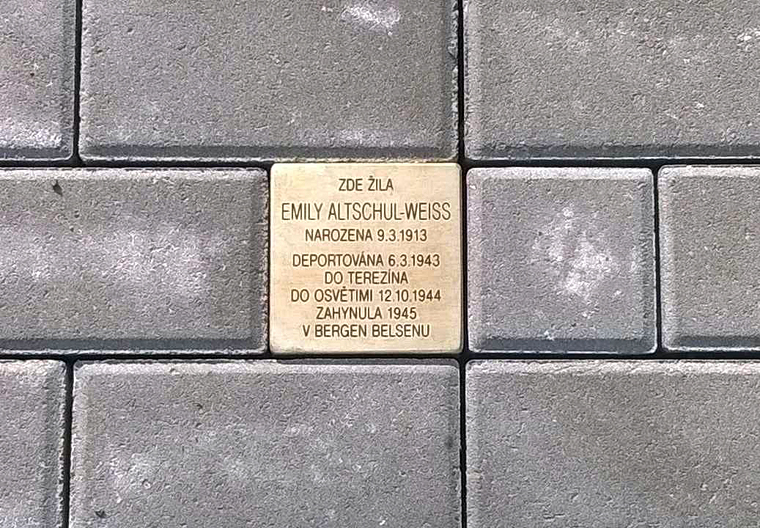 ZDE ŽILA
EMILY ALTSCHUL-WEISS
NAROZENA 9.3.1913
DEPORTOVÁNA 6.3.1943
DO TEREZÍNA
DO OSVĚTIMI 12.10.1944
ZAHYNULA 1945
V BERGEN BELSENU